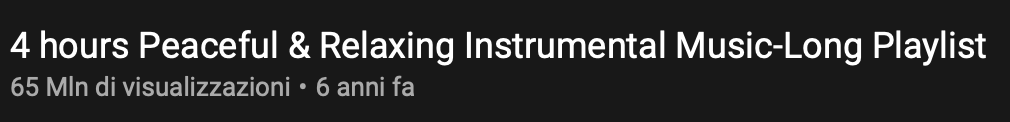 4 hours Peaceful & Relaxing Instrumental Music-Long Playlist
65 Mln di visualizzazioni • 6 anni fa